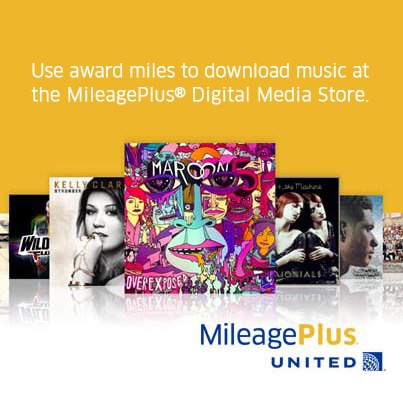 Use award miles to download music at
the MileagePlus® Digital Media Store.
WILD
KELLY CLAR
STRONGER
MAROON 5
OVEREXPOSED
the Machine
MONIALS
MileagePlus
UNITED